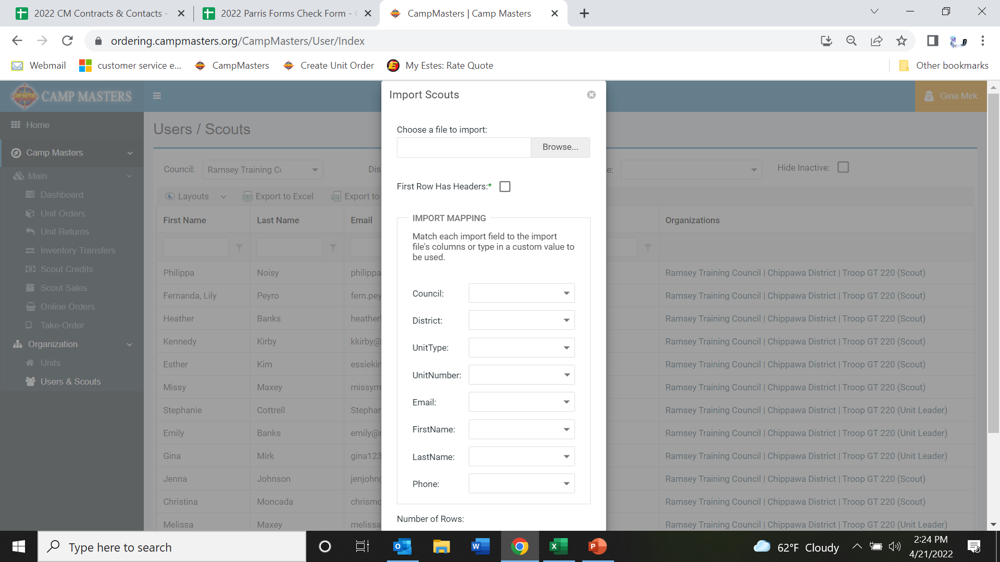 2022 CM Contracts & Contacts -
2022 Parris Forms Check Form -
CampMasters | Camp Masters
ordering.campmasters.org/CampMasters/User/Index
Webmail
customer service e...
CampMasters
Create Unit Order
My Estes: Rate Quote
Other bookmarks
CAMP MASTERS
Gina Mirk
Home
Camp Masters
Main
Dashboard
Unit Orders
Unit Returns
Inventory Transfers
Scout Credits
Scout Sales
Online Orders
Take-Order
Organization
Units
Users & Scouts
Users / Scouts
Council: Ramsey Training Co
Dis
e:
Hide Inactive:
Layouts
Export to Excel
Export to
First Name Last Name Email Organizations
Philippa Noisy philippa Ramsey Training Council | Chippawa District | Troop GT 220 (Scout)
Fernanda, Lily Peyro fern.pey Ramsey Training Council | Chippawa District | Troop GT 220 (Scout)
Heather Banks heather Ramsey Training Council | Chippawa District | Troop GT 220 (Scout)
Kennedy Kirby kkirby@ Ramsey Training Council | Chippawa District | Troop GT 220 (Scout)
Esther Kim essiekin Ramsey Training Council | Chippawa District | Troop GT 220 (Scout)
Missy Maxey missym Ramsey Training Council | Chippawa District | Troop GT 220 (Scout)
Stephanie Cottrell Stephan Ramsey Training Council | Chippawa District | Troop GT 220 (Unit Leader)
Emily Banks emily@ Ramsey Training Council | Chippawa District | Troop GT 220 (Unit Leader)
Gina Mirk gina123 Ramsey Training Council | Chippawa District | Troop GT 220 (Unit Leader)
Jenna Johnson jenjohn Ramsey Training Council | Chippawa District | Troop GT 220 (Scout)
Christina Moncada chrismo Ramsey Training Council | Chippawa District | Troop GT 220 (Scout)
Melissa Maxey melissa Ramsey Training Council | Chippawa District | Troop GT 220 (Unit Leader)
Import Scouts
Choose a file to import:
Browse...
First Row Has Headers:*
IMPORT MAPPING
Match each import field to the import
file's columns or type in a custom value to
be used.
Council:
District:
UnitType:
UnitNumber:
Email:
FirstName:
LastName:
Phone:
Number of Rows:
Type here to search
62°F Cloudy
2:24 PM
4/21/2022